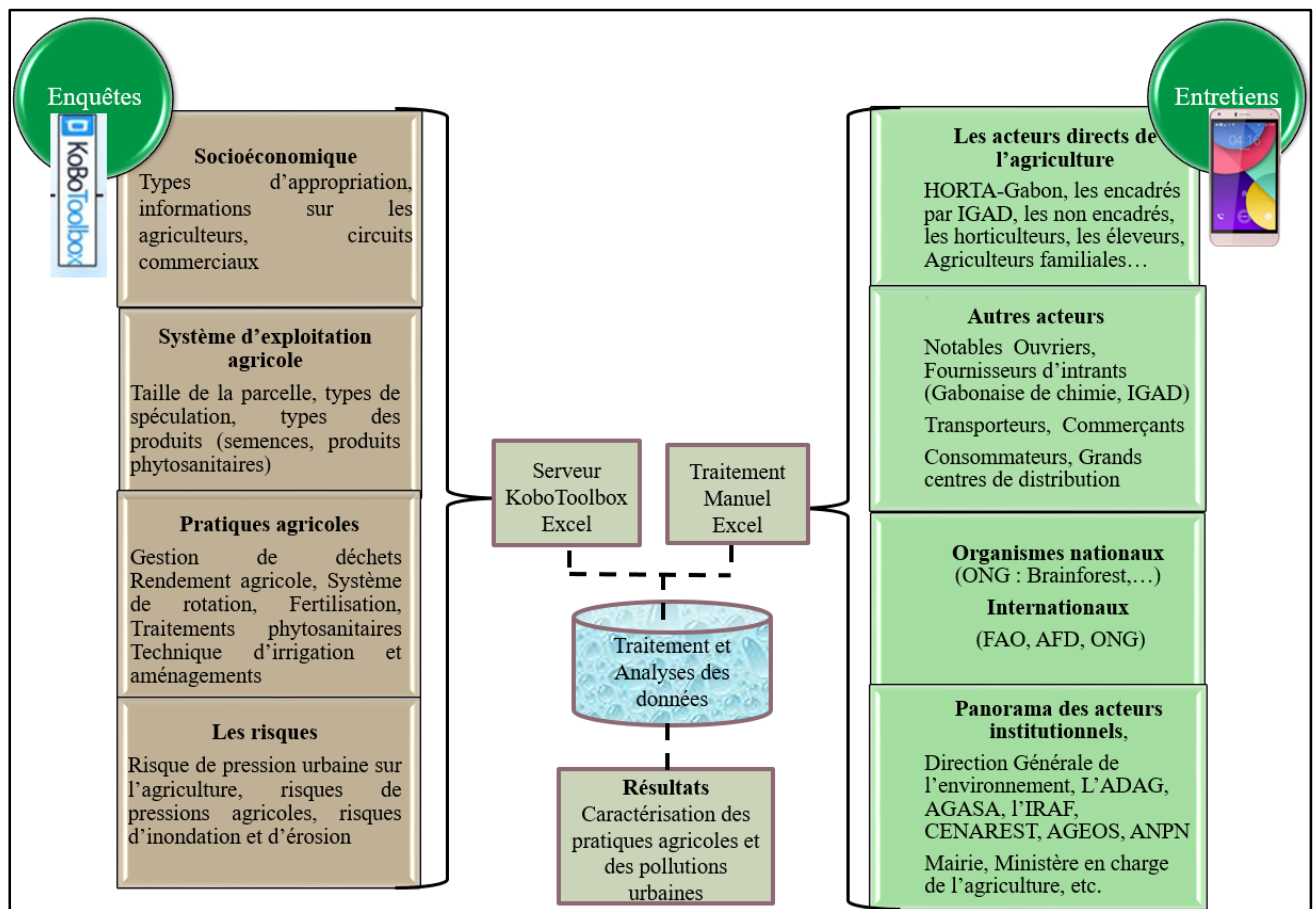 Enquêtes
KoBoToolbox
Socioéconomique
Types d'appropriation,
informations sur les
agriculteurs, circuits
commerciaux
Système d'exploitation
agricole
Taille de la parcelle, types de
spéculation, types des
produits (semences, produits
phytosanitaires)
Pratiques agricoles
Gestion de déchets
Rendement agricole, Système
de rotation, Fertilisation,
Traitements phytosanitaires
Technique d'irrigation et
aménagements
Les risques
Risque de pression urbaine sur
l'agriculture, risques de
pressions agricoles, risques
d'inondation et d'érosion
Serveur
KoboToolbox
Excel
Traitement
Manuel
Excel
Traitement et
Analyses des
données
Résultats
Caractérisation des
pratiques agricoles et
des pollutions
urbaines
Entretiens
04:16
Les acteurs directs de
l'agriculture
HORTA-Gabon, les encadrés
par IGAD, les non encadrés,
les horticulteurs, les éleveurs,
Agriculteurs familiales…
Autres acteurs
Notables Ouvriers,
Fournisseurs d'intrants
(Gabonaise de chimie, IGAD)
Transporteurs, Commerçants
Consommateurs, Grands
centres de distribution
Organismes nationaux
(ONG : Brainforest,…)
Internationaux
(FAO, AFD, ONG)
Panorama des acteurs
institutionnels,
Direction Générale de
l'environnement, L'ADAG,
AGASA, l'IRAF,
CENAREST, AGEOS, ANPN
Mairie, Ministère en charge
de l'agriculture, etc.